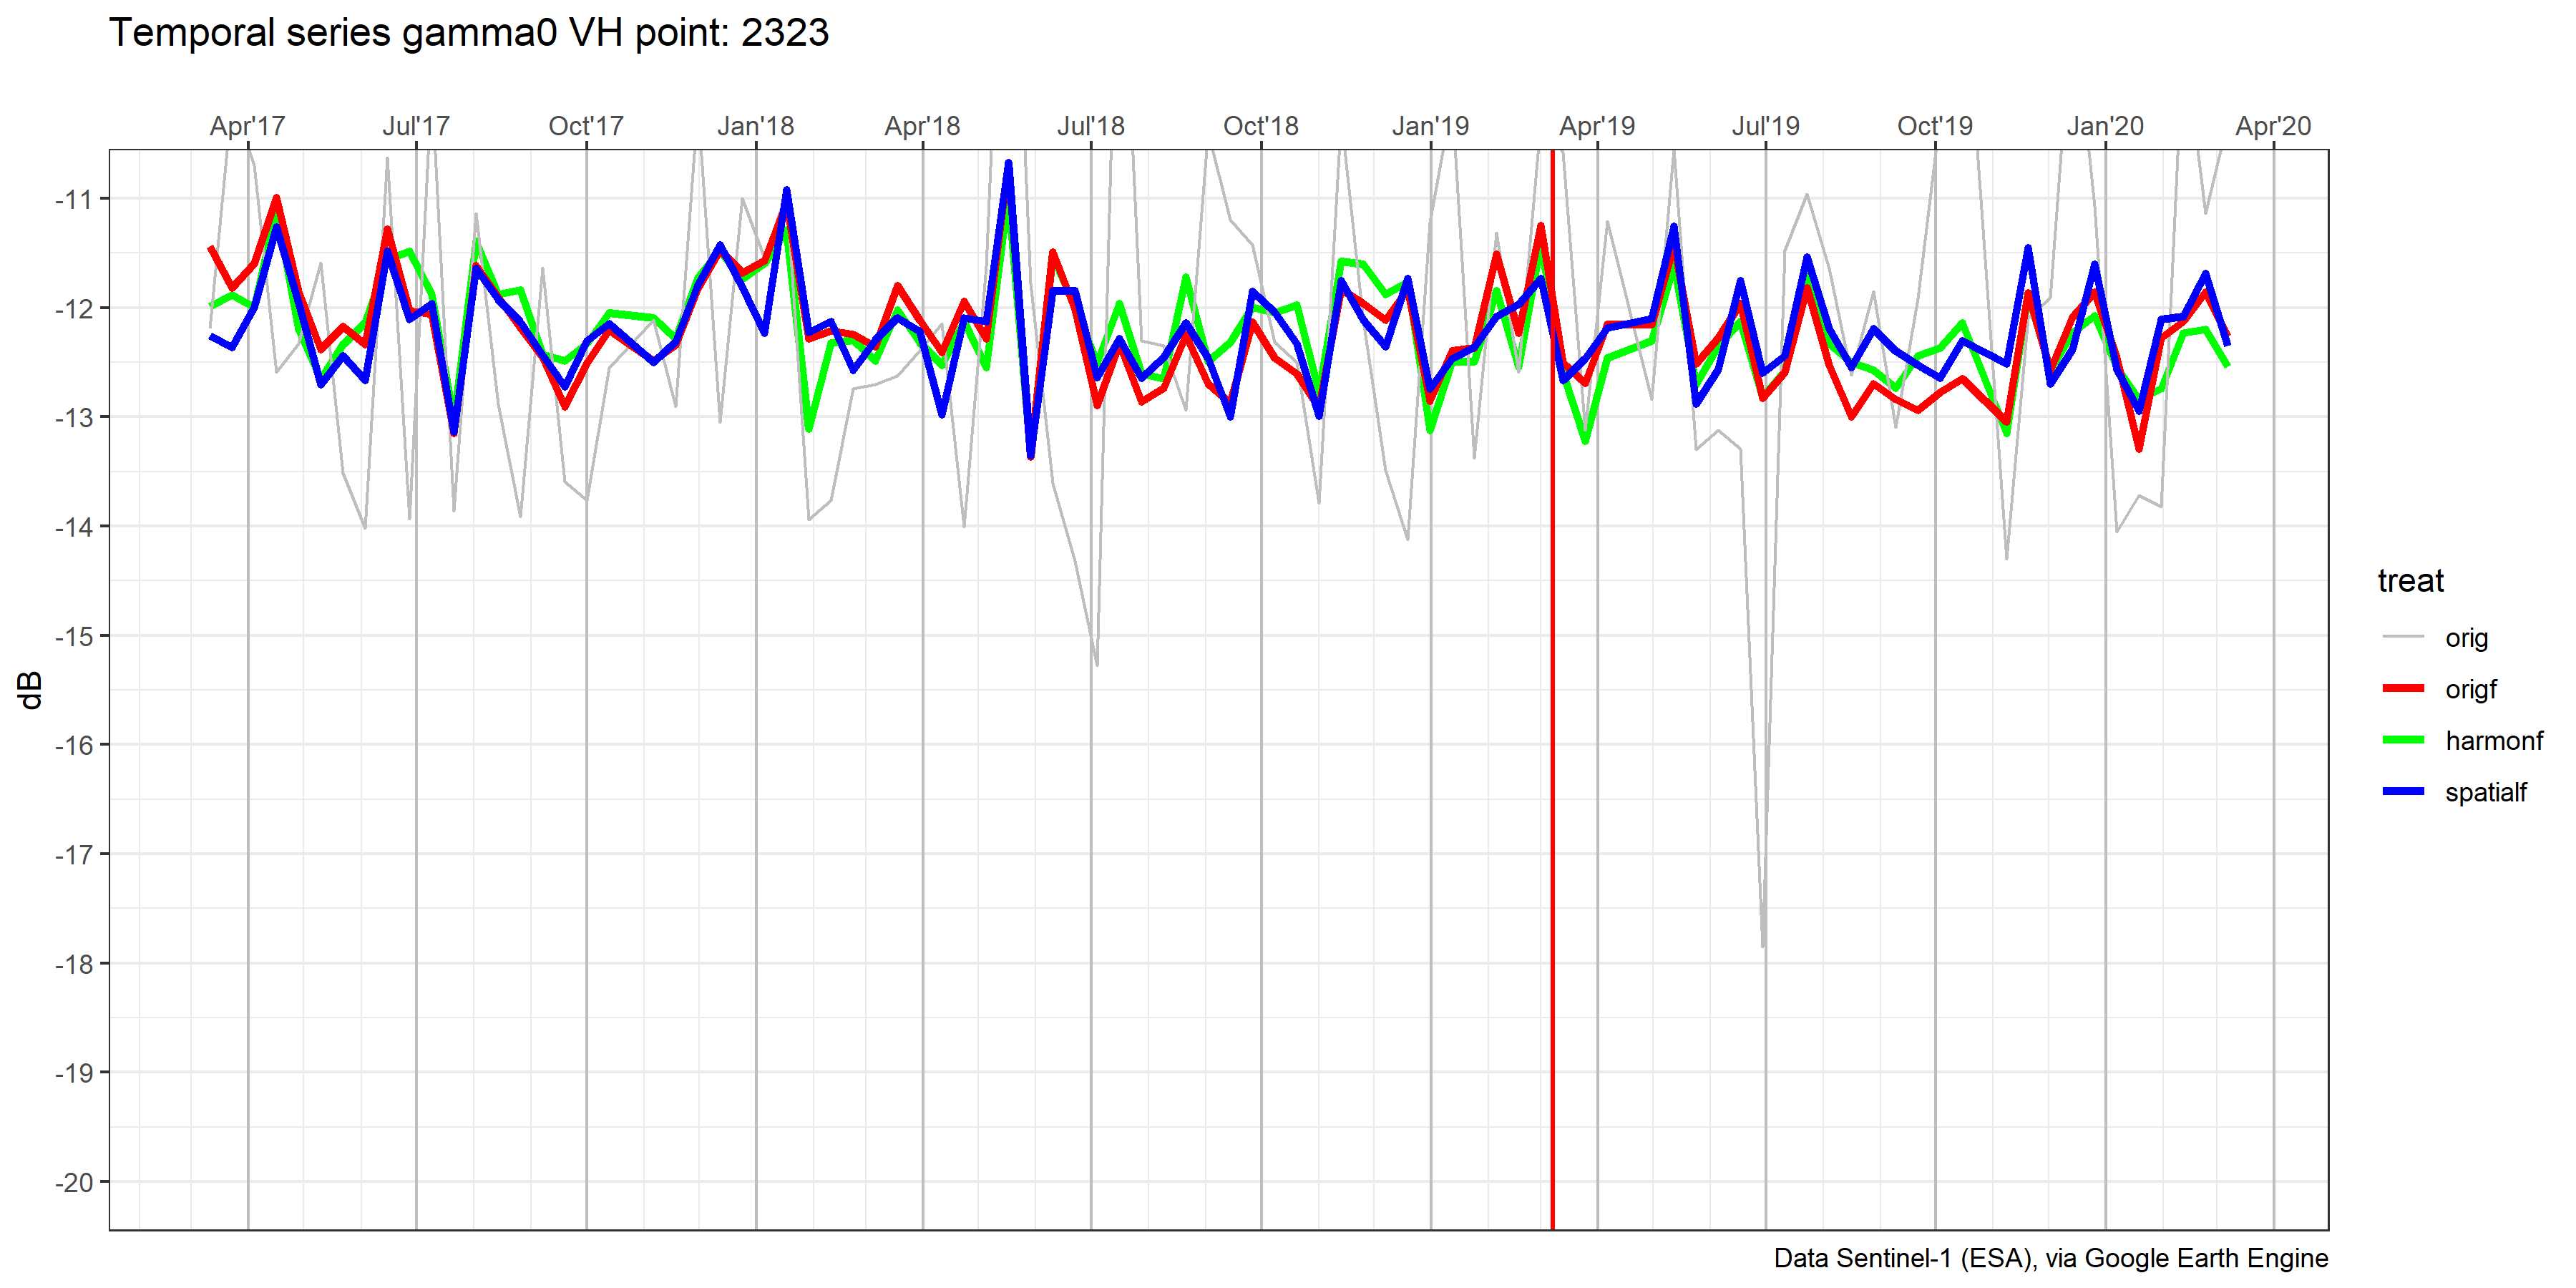 Temporal series gamma0 VH point: 2323
Apr'17 Jul'17 Oct'17 Jan'18 Apr'18 Jul'18 Oct'18 Jan'19 Apr'19 Jul'19 Oct'19 Jan'20 Apr'20
-11
-12
-13
-14
-15
-16
-17
-18
-19
-20
dB
treat
orig
origf
harmonf
spatialf
Data Sentinel-1 (ESA), via Google Earth Engine